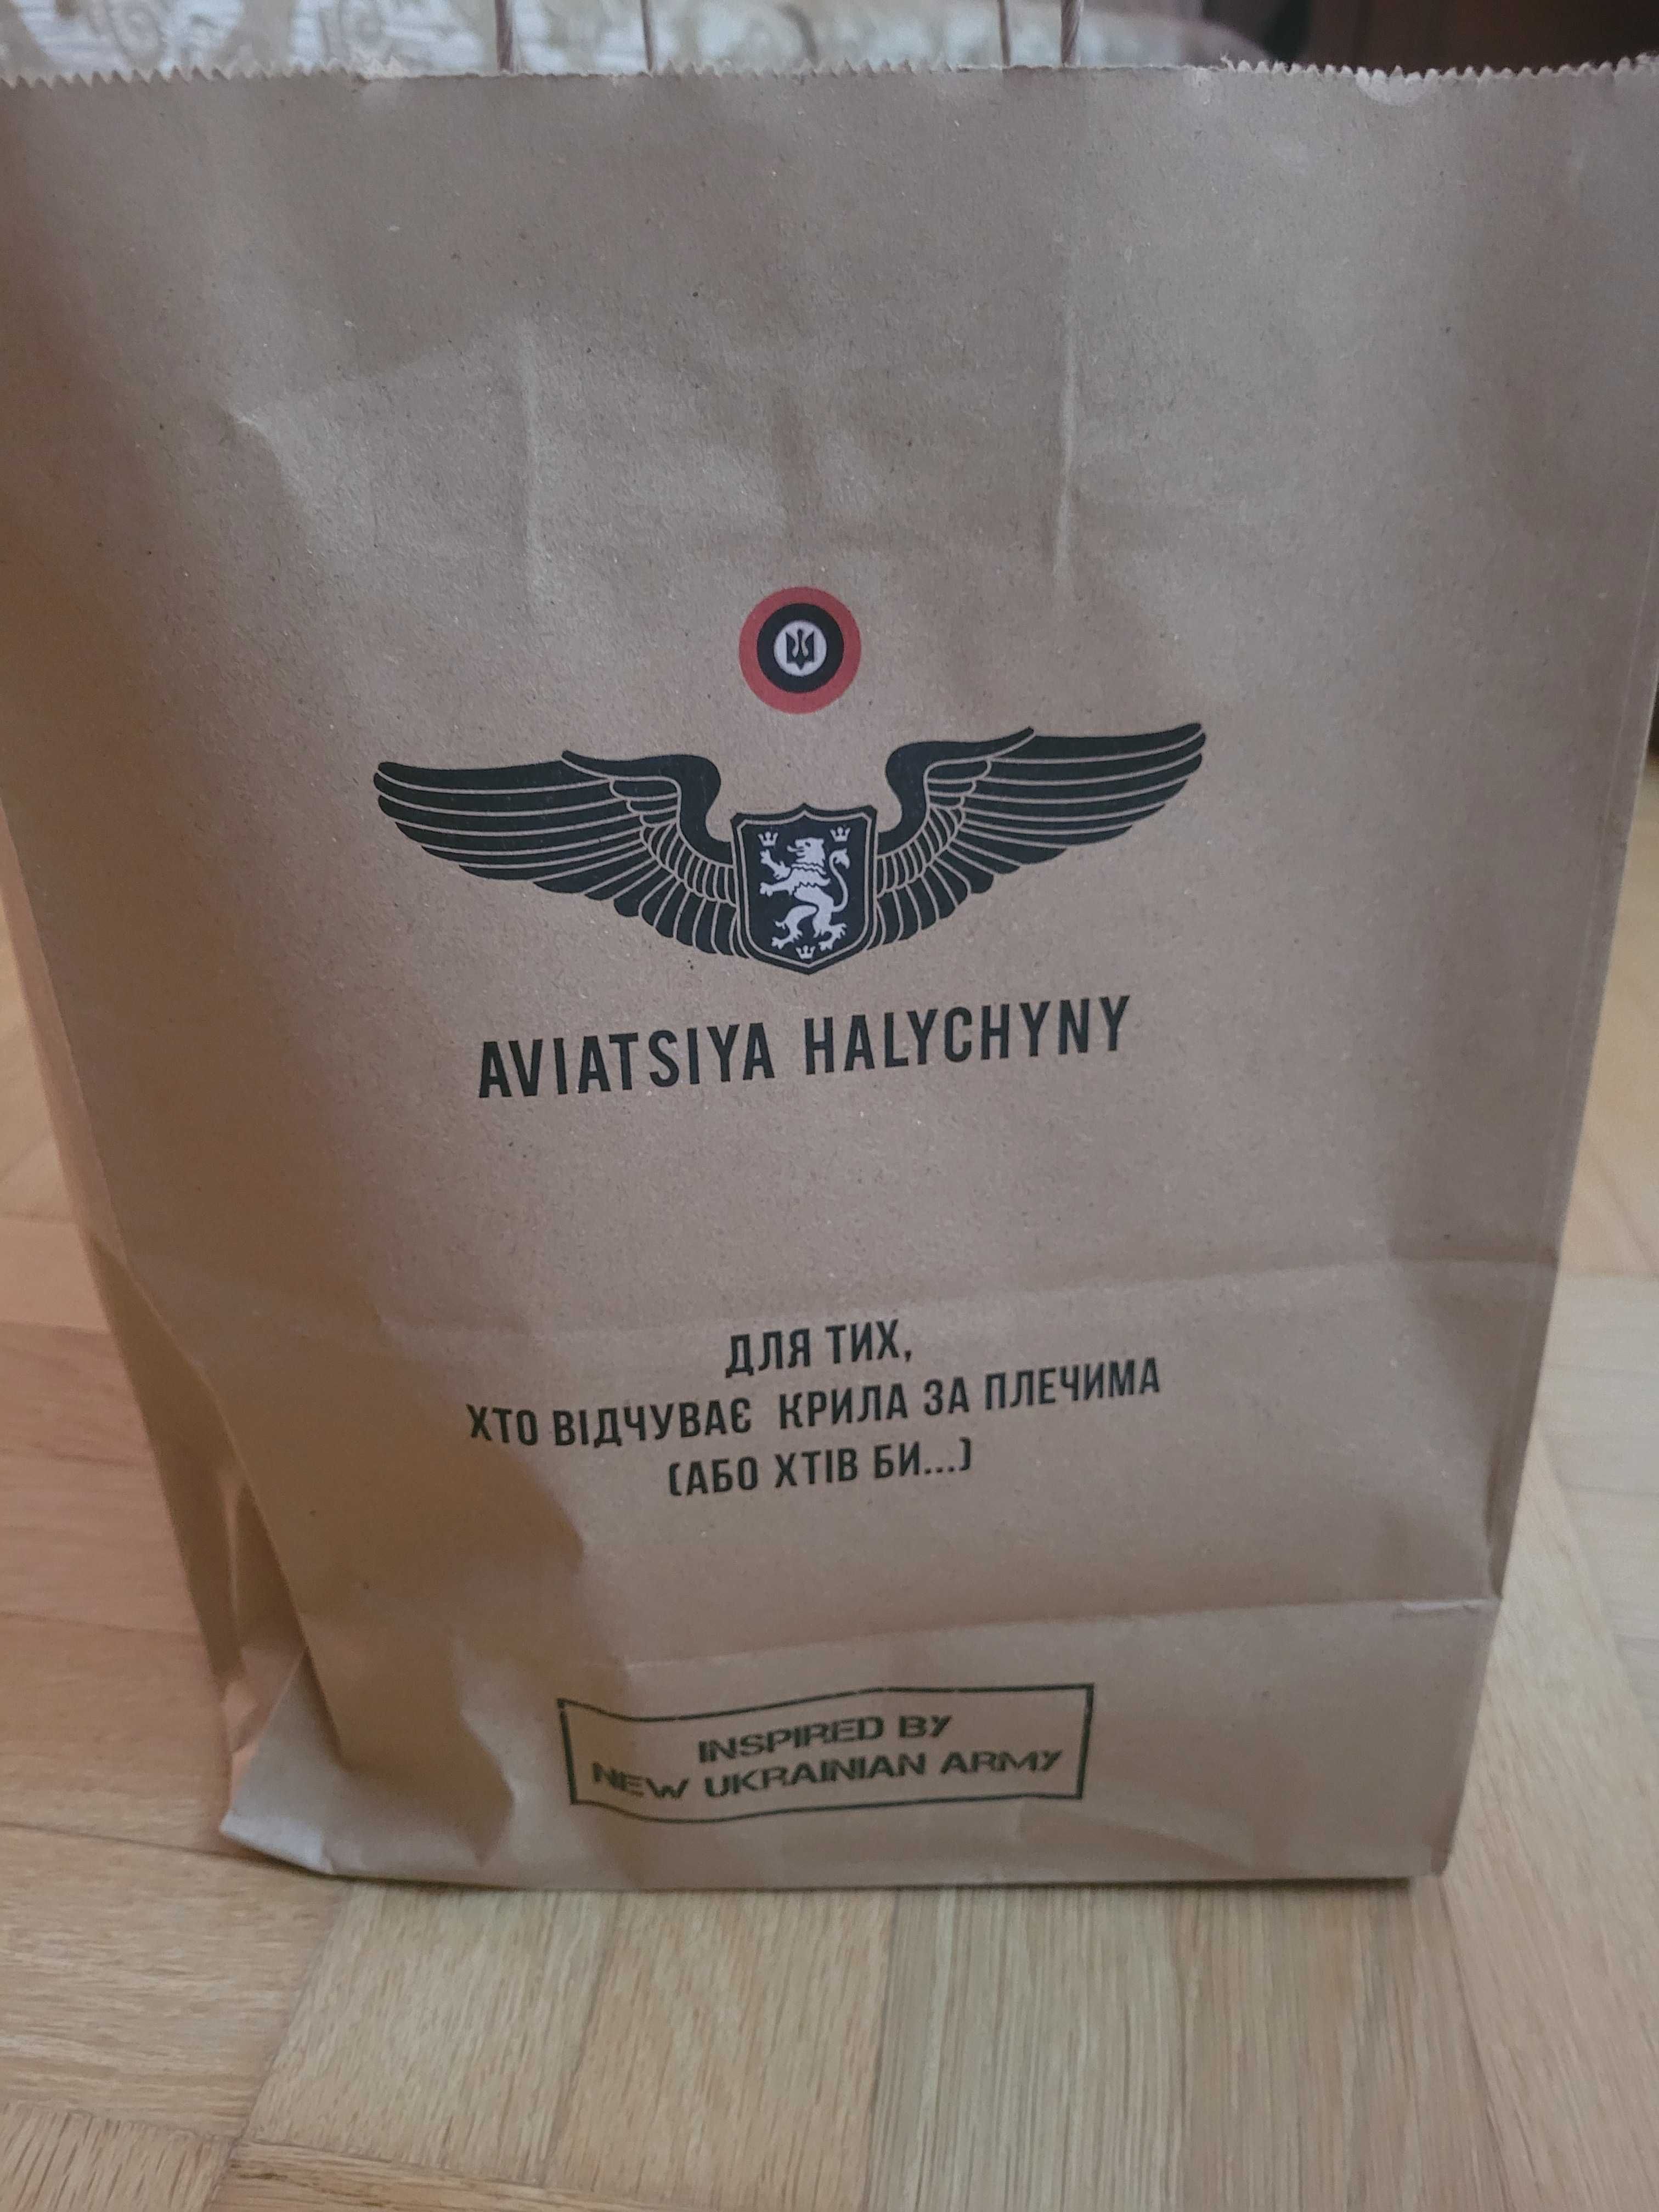 AVIATSIYA HALYCHYNY
ДЛЯ ТИХ,
ХТО ВІДЧУВАЄ КРИЛА ЗА ПЛЕЧИМА
(АБО ХТІВ БИ...)
INSPIRED BY
NEW UKRAINIAN ARMY